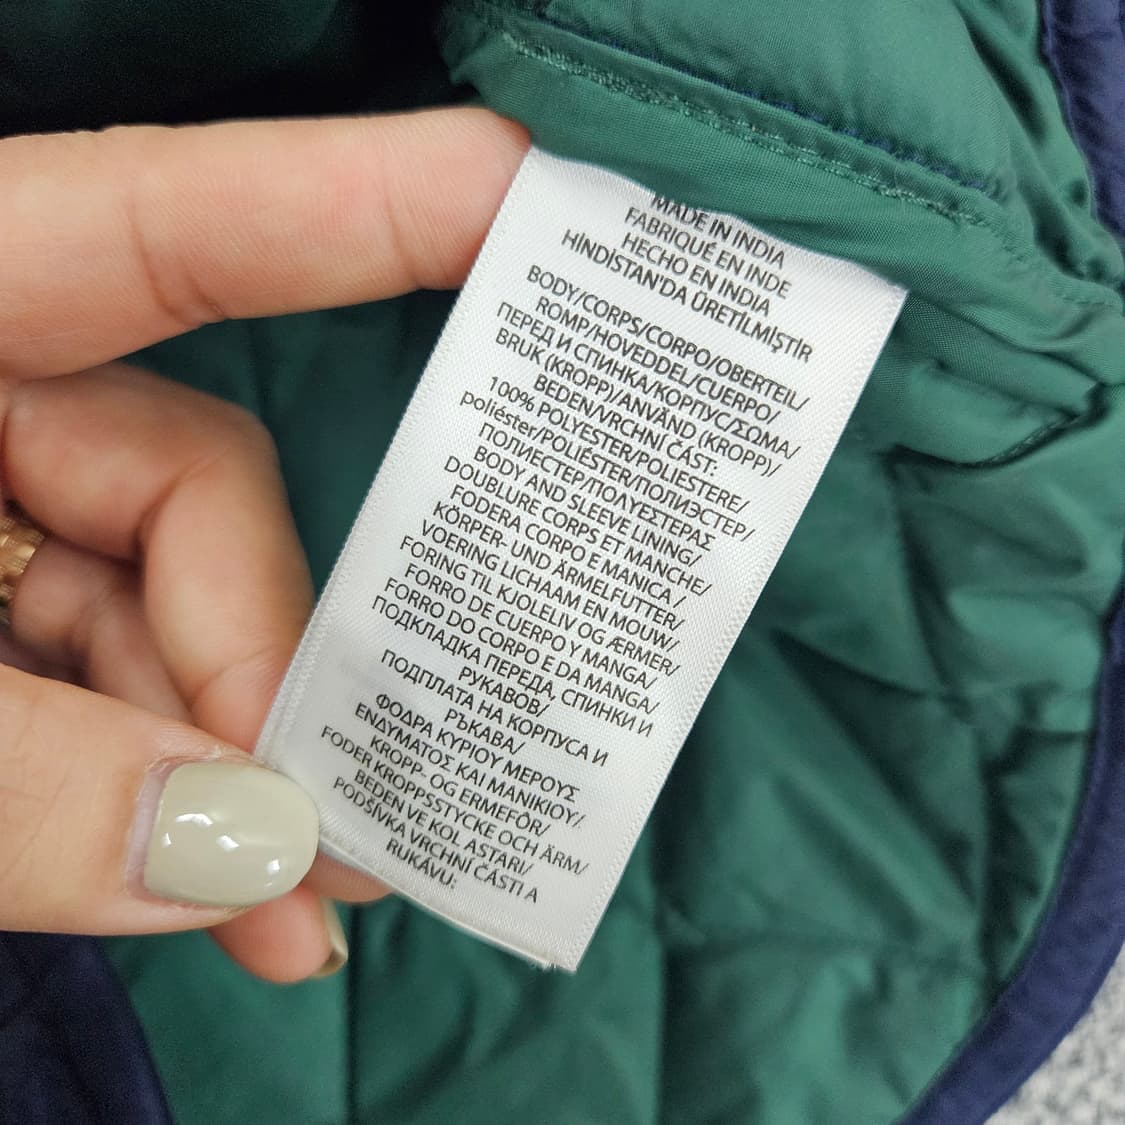 MADE IN INDIA
FABRIQUÉ EN INDE
HECHO EN INDIA
HİNDİSTAN'DA ÜRETİLMİŞTİR
BODY/CORPS/CORPO/OBERTEIL/
ROMP/HOVEDDEL/CUERPO/
ПЕРЕД И СПИНКА/КОРПУС/ΣΩΜΑ/
BRUK (KROPP)/ANVÄND (KROPP)/
BEDEN/VRCHNÍ ČÁST:
100% POLYESTER/POLIESTERE/
poliéster/POLIÉSTER/ПОЛИЭСТЕР/
ПОЛИЕСТЕР/ΠΟΛΥΕΣΤΕΡΑΣ
BODY AND SLEEVE LINING/
DOUBLURE CORPS ET MANCHE/
FODERA CORPO E MANICA /
KÖRPER- UND ÄRMELFUTTER/
VOERING LICHAAM EN MOUW/
FORING TIL KJOLELIV OG ÆRMER/
FORRO DE CUERPO Y MANGA/
FORRO DO CORPO E DA MANGA/
ПОДКЛАДКА ПЕРЕДА, СПИНКИ И
РУКАВОВ/
ПОДПЛАТА НА КОРПУСА И
РЪКАВА/
ΦΟΔΡΑ ΚΥΡΙΟΥ ΜΕΡΟΥΣ
ΕΝΔΥΜΑΤΟΣ ΚΑΙ ΜΑΝΙΚΙΟΥ/
KROPP- OG ERMEFÔR/
FODER KROPPSSTYCKE OCH ÄRM/
BEDEN VE KOL ASTARI/
PODŠÍVKA VRCHNÍ ČÁSTI A
RUKÁVU: